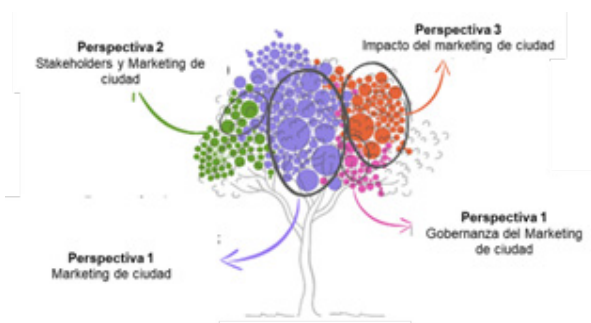 Perspectiva 2
Stakeholders y Marketing de
ciudad
Perspectiva 3
Impacto del marketing de ciudad
Perspectiva 1
Marketing de ciudad
Perspectiva 1
Gobernanza del Marketing
de ciudad